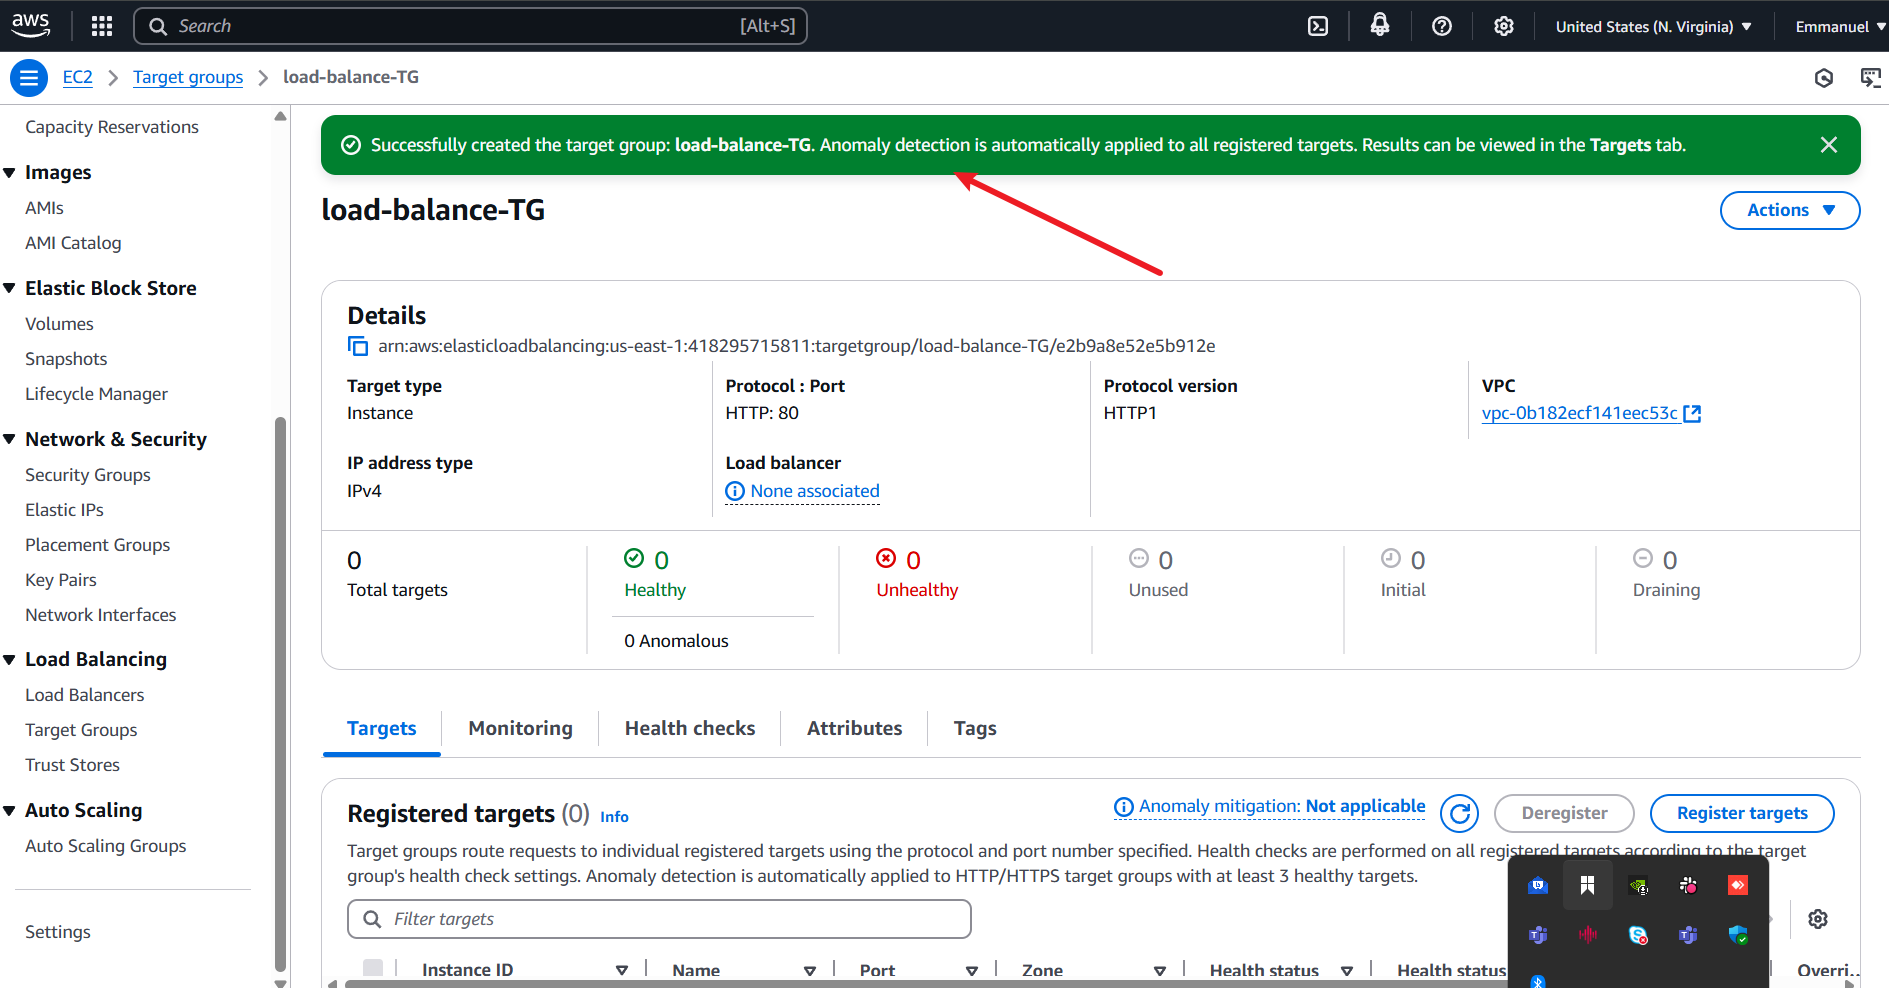 aws
Search
[Alt+S]
United States (N. Virginia)
Emmanuel
EC2
Target groups
load-balance-TG
Capacity Reservations
Images
AMIs
AMI Catalog
Elastic Block Store
Volumes
Snapshots
Lifecycle Manager
Network & Security
Security Groups
Elastic IPs
Placement Groups
Key Pairs
Network Interfaces
Load Balancing
Load Balancers
Target Groups
Trust Stores
Auto Scaling
Auto Scaling Groups
Settings
Successfully created the target group: load-balance-TG. Anomaly detection is automatically applied to all registered targets. Results can be viewed in the Targets tab.
load-balance-TG
Actions
Details
arn:aws:elasticloadbalancing:us-east-1:418295715811:targetgroup/load-balance-TG/e2b9a8e52e5b912e
Target type
Instance
Protocol : Port
HTTP: 80
Protocol version
HTTP1
VPC
vpc-0b182ecf141eec53c
IP address type
IPv4
Load balancer
None associated
0
Total targets
0
Healthy
0 Anomalous
0
Unhealthy
0
Unused
0
Initial
0
Draining
Targets
Monitoring
Health checks
Attributes
Tags
Registered targets (0) Info
Anomaly mitigation: Not applicable
Deregister
Register targets
Target groups route requests to individual registered targets using the protocol and port number specified. Health checks are performed on all registered targets according to the target
group's health check settings. Anomaly detection is automatically applied to HTTP/HTTPS target groups with at least 3 healthy targets.
Filter targets
Instance ID
Name
Port
Zone
Health status
Health status
Overri...